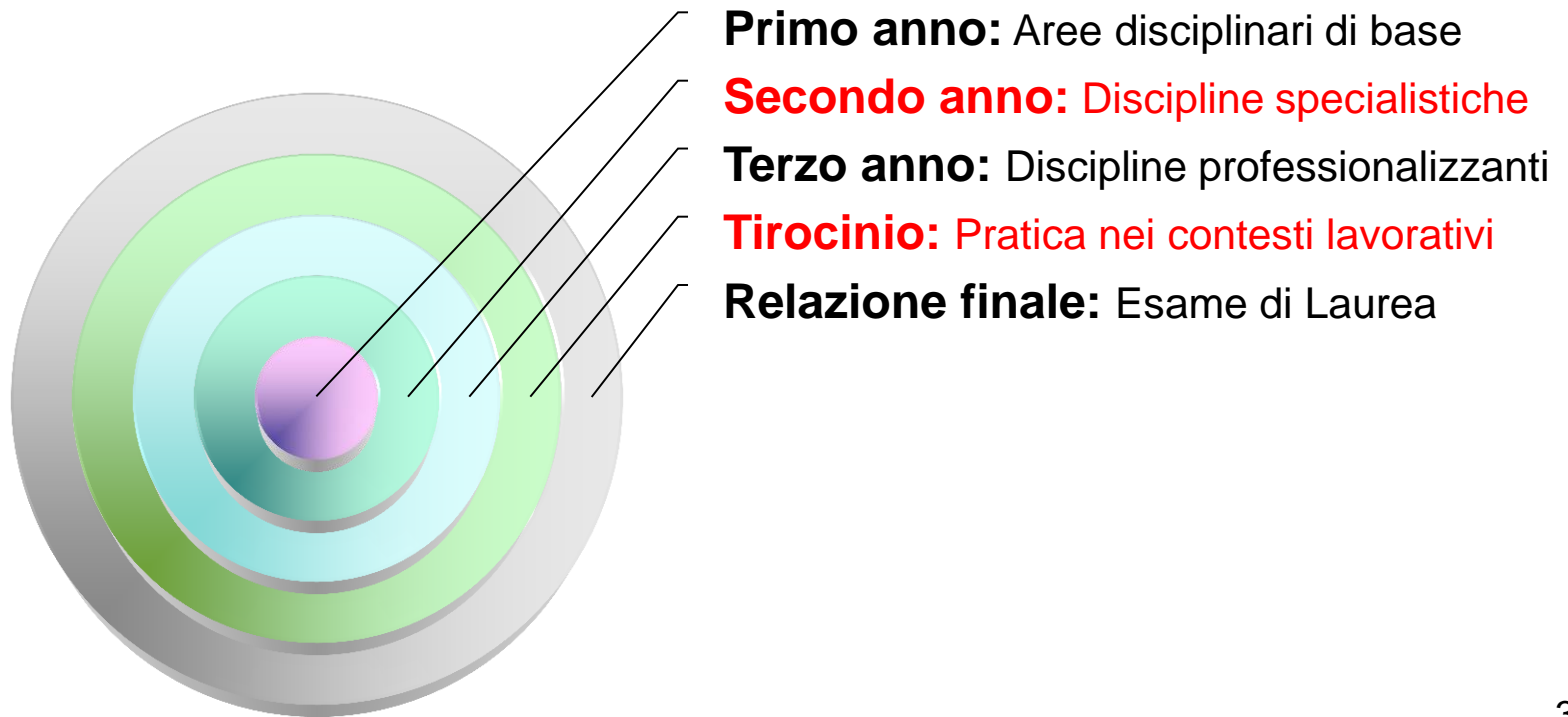 Primo anno: Aree disciplinari di base
Secondo anno: Discipline specialistiche
Terzo anno: Discipline professionalizzanti
Tirocinio: Pratica nei contesti lavorativi
Relazione finale: Esame di Laurea